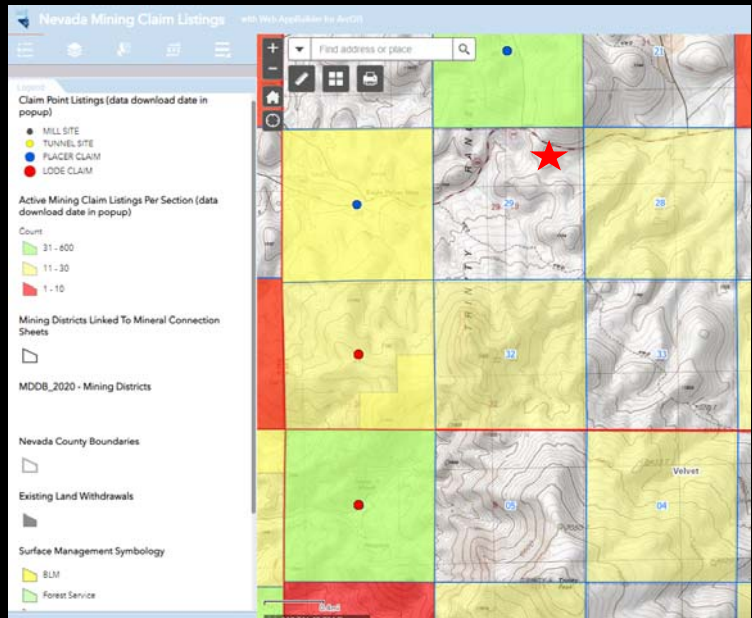 Nevada Mining Claim Listings with Web AppBuilder for ArcGIS
Legend
Claim Point Listings (data download date in
popup)
MILL SITE
TUNNEL SITE
PLACER CLAIM
LODE CLAIM
Active Mining Claim Listings Per Section (data
download date in popup)
Count
31 - 600
11 - 30
1 - 10
Mining Districts Linked To Mineral Connection
Sheets
MDDB_2020 - Mining Districts
Nevada County Boundaries
Existing Land Withdrawals
Surface Management Symbology
BLM
Forest Service
+
−
Find address or place
21
RANGE
29
28
TRINITY
32
33
Velvet
05
04
0.6mi